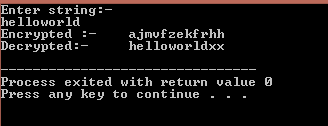 Enter string:-
helloworld
Encrypted :-    ajmvfzekfrhh
Decrypted:-     helloworldxx
--------------------------------
Process exited with return value 0
Press any key to continue . . .